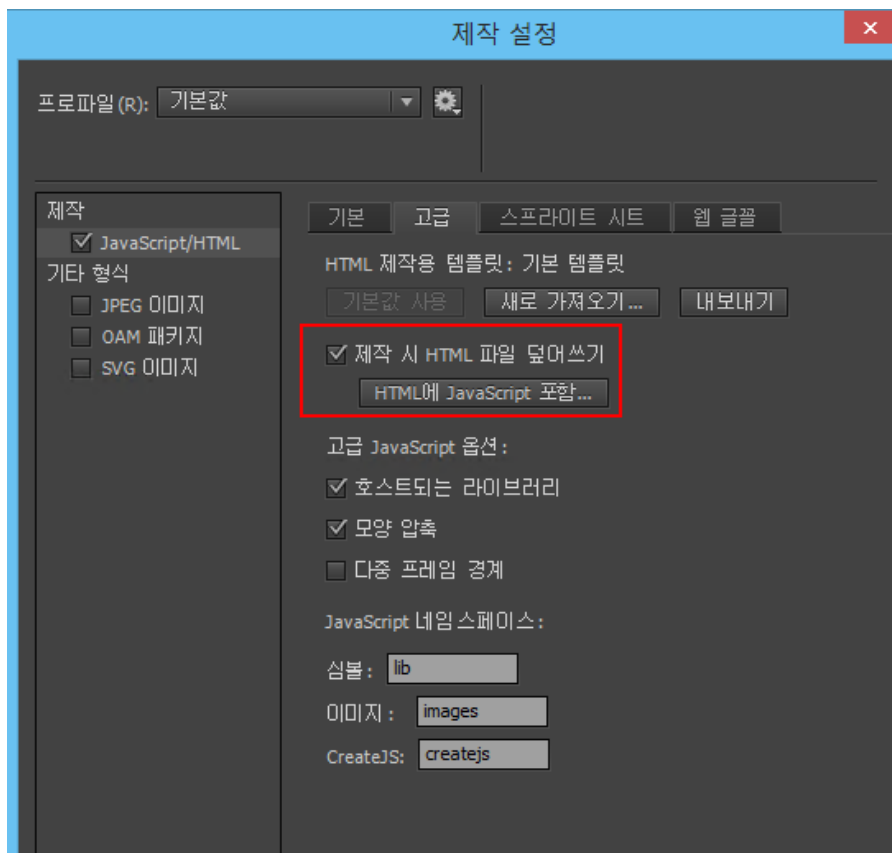 제작 설정
프로파일(R): 기본값
제작
JavaScript/HTML
기타 형식
JPEG 이미지
OAM 패키지
SVG 이미지
기본 고급 스프라이트 시트 웹 글꼴
HTML 제작용 템플릿: 기본 템플릿
기본값 사용 새로 가져오기... 내보내기
제작 시 HTML 파일 덮어쓰기
HTML에 JavaScript 포함...
고급 JavaScript 옵션:
호스트되는 라이브러리
모양 압축
다중 프레임 경계
JavaScript 네임스페이스:
심볼: lib
이미지: images
CreateJS: createjs